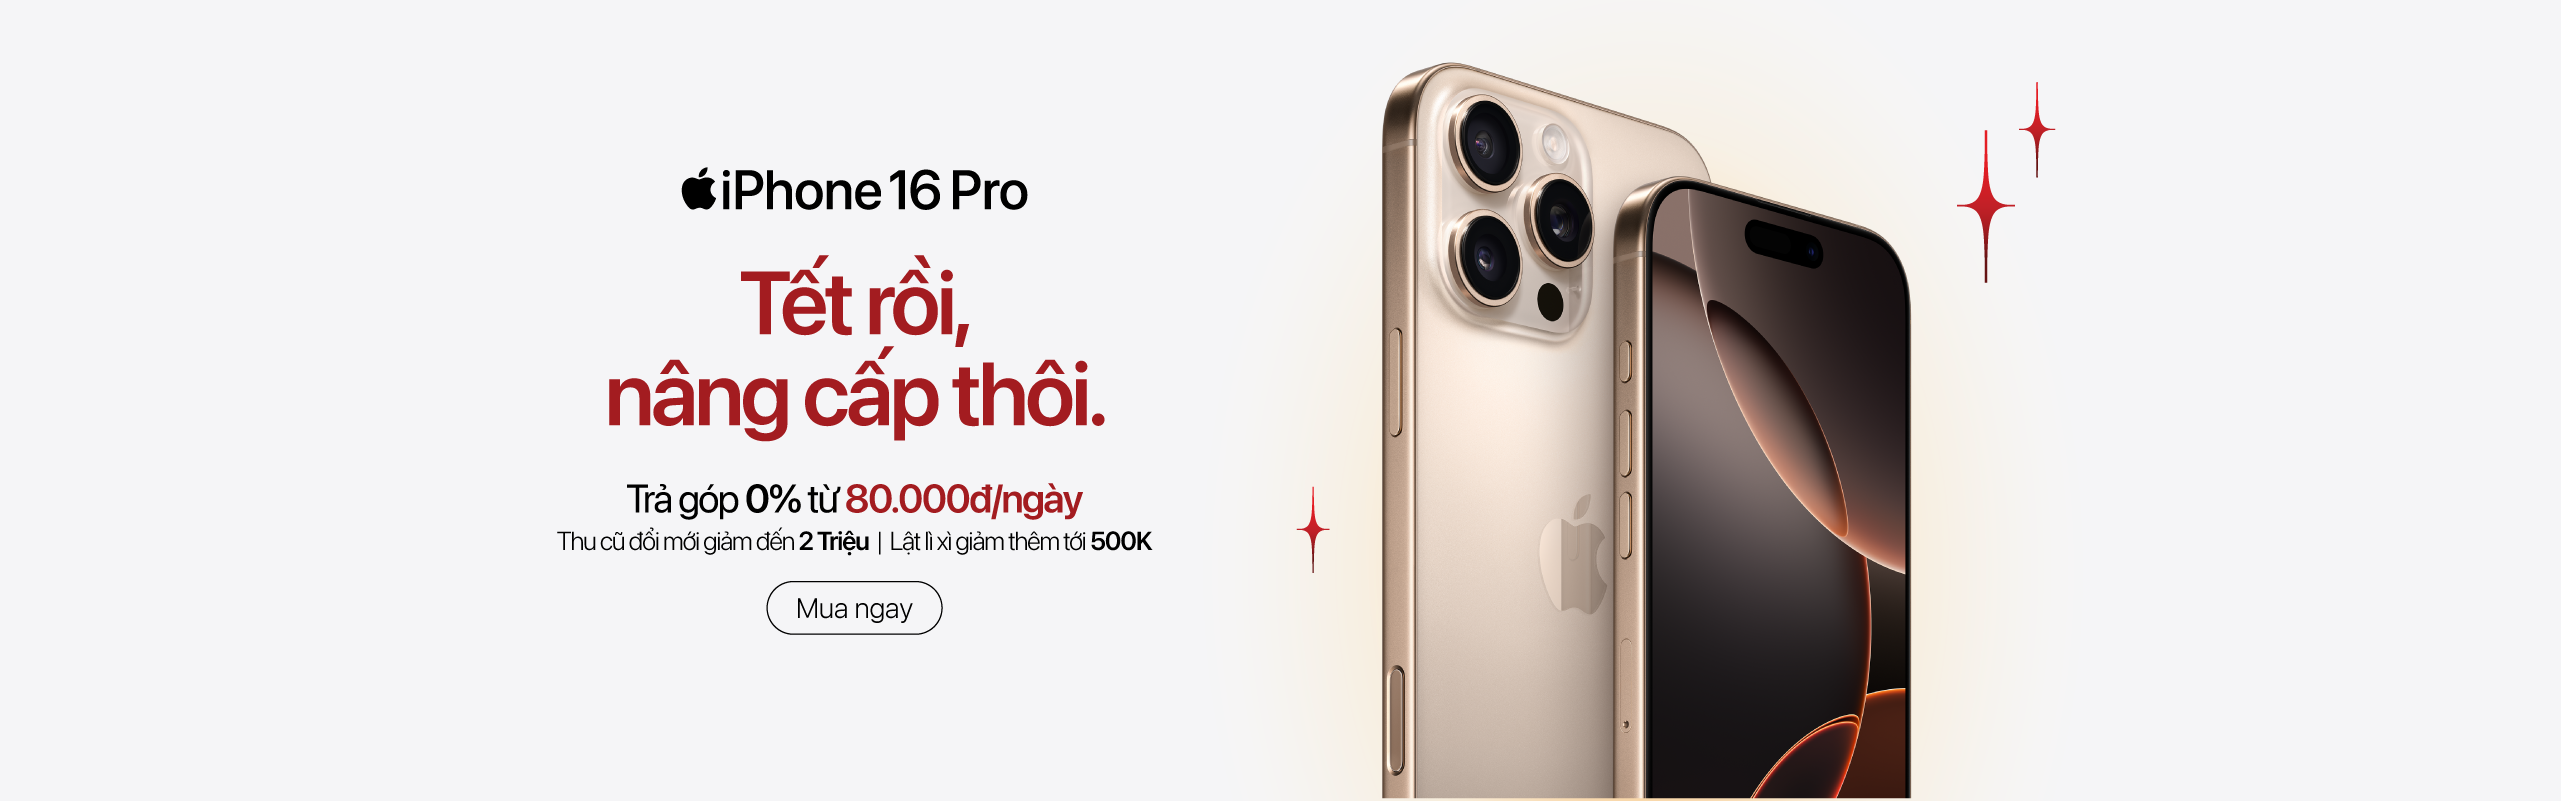 iPhone 16 Pro
Tết rồi,
nâng cấp thôi.
Trả góp 0% từ 80.000đ/ngày
Thu cũ đổi mới giảm đến 2 Triệu | Lật lì xì giảm thêm tới 500K
Mua ngay